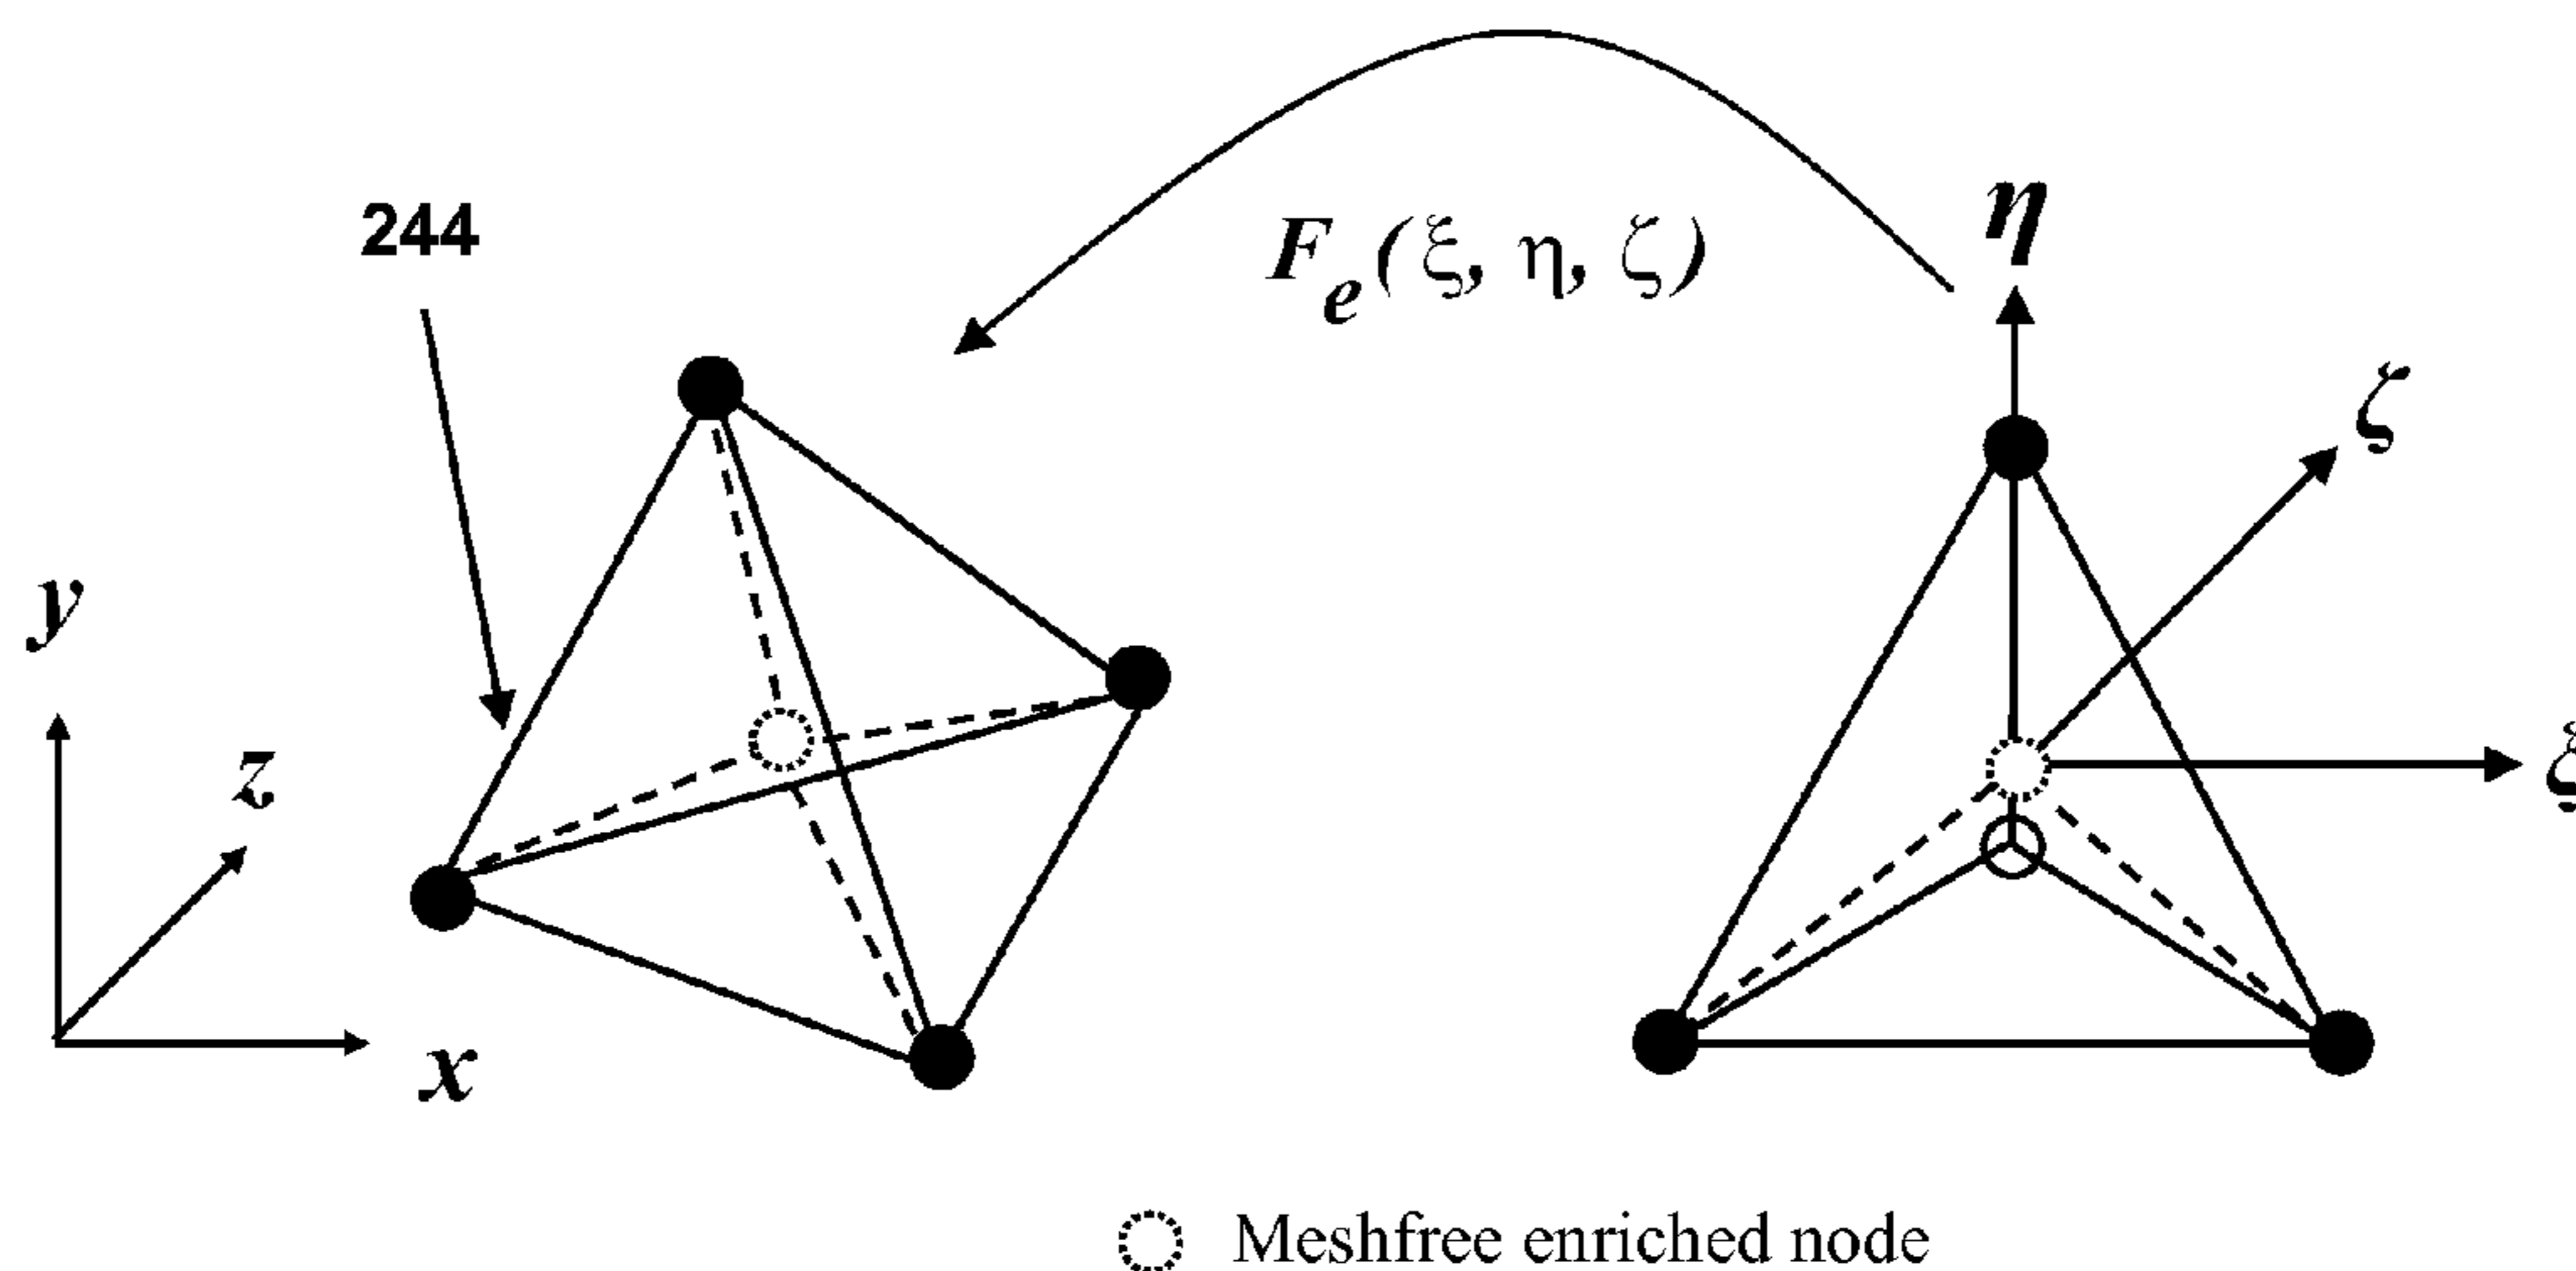 244
F_e(ξ, η, ζ)
η
ζ
ξ
y
z
x
Meshfree enriched node